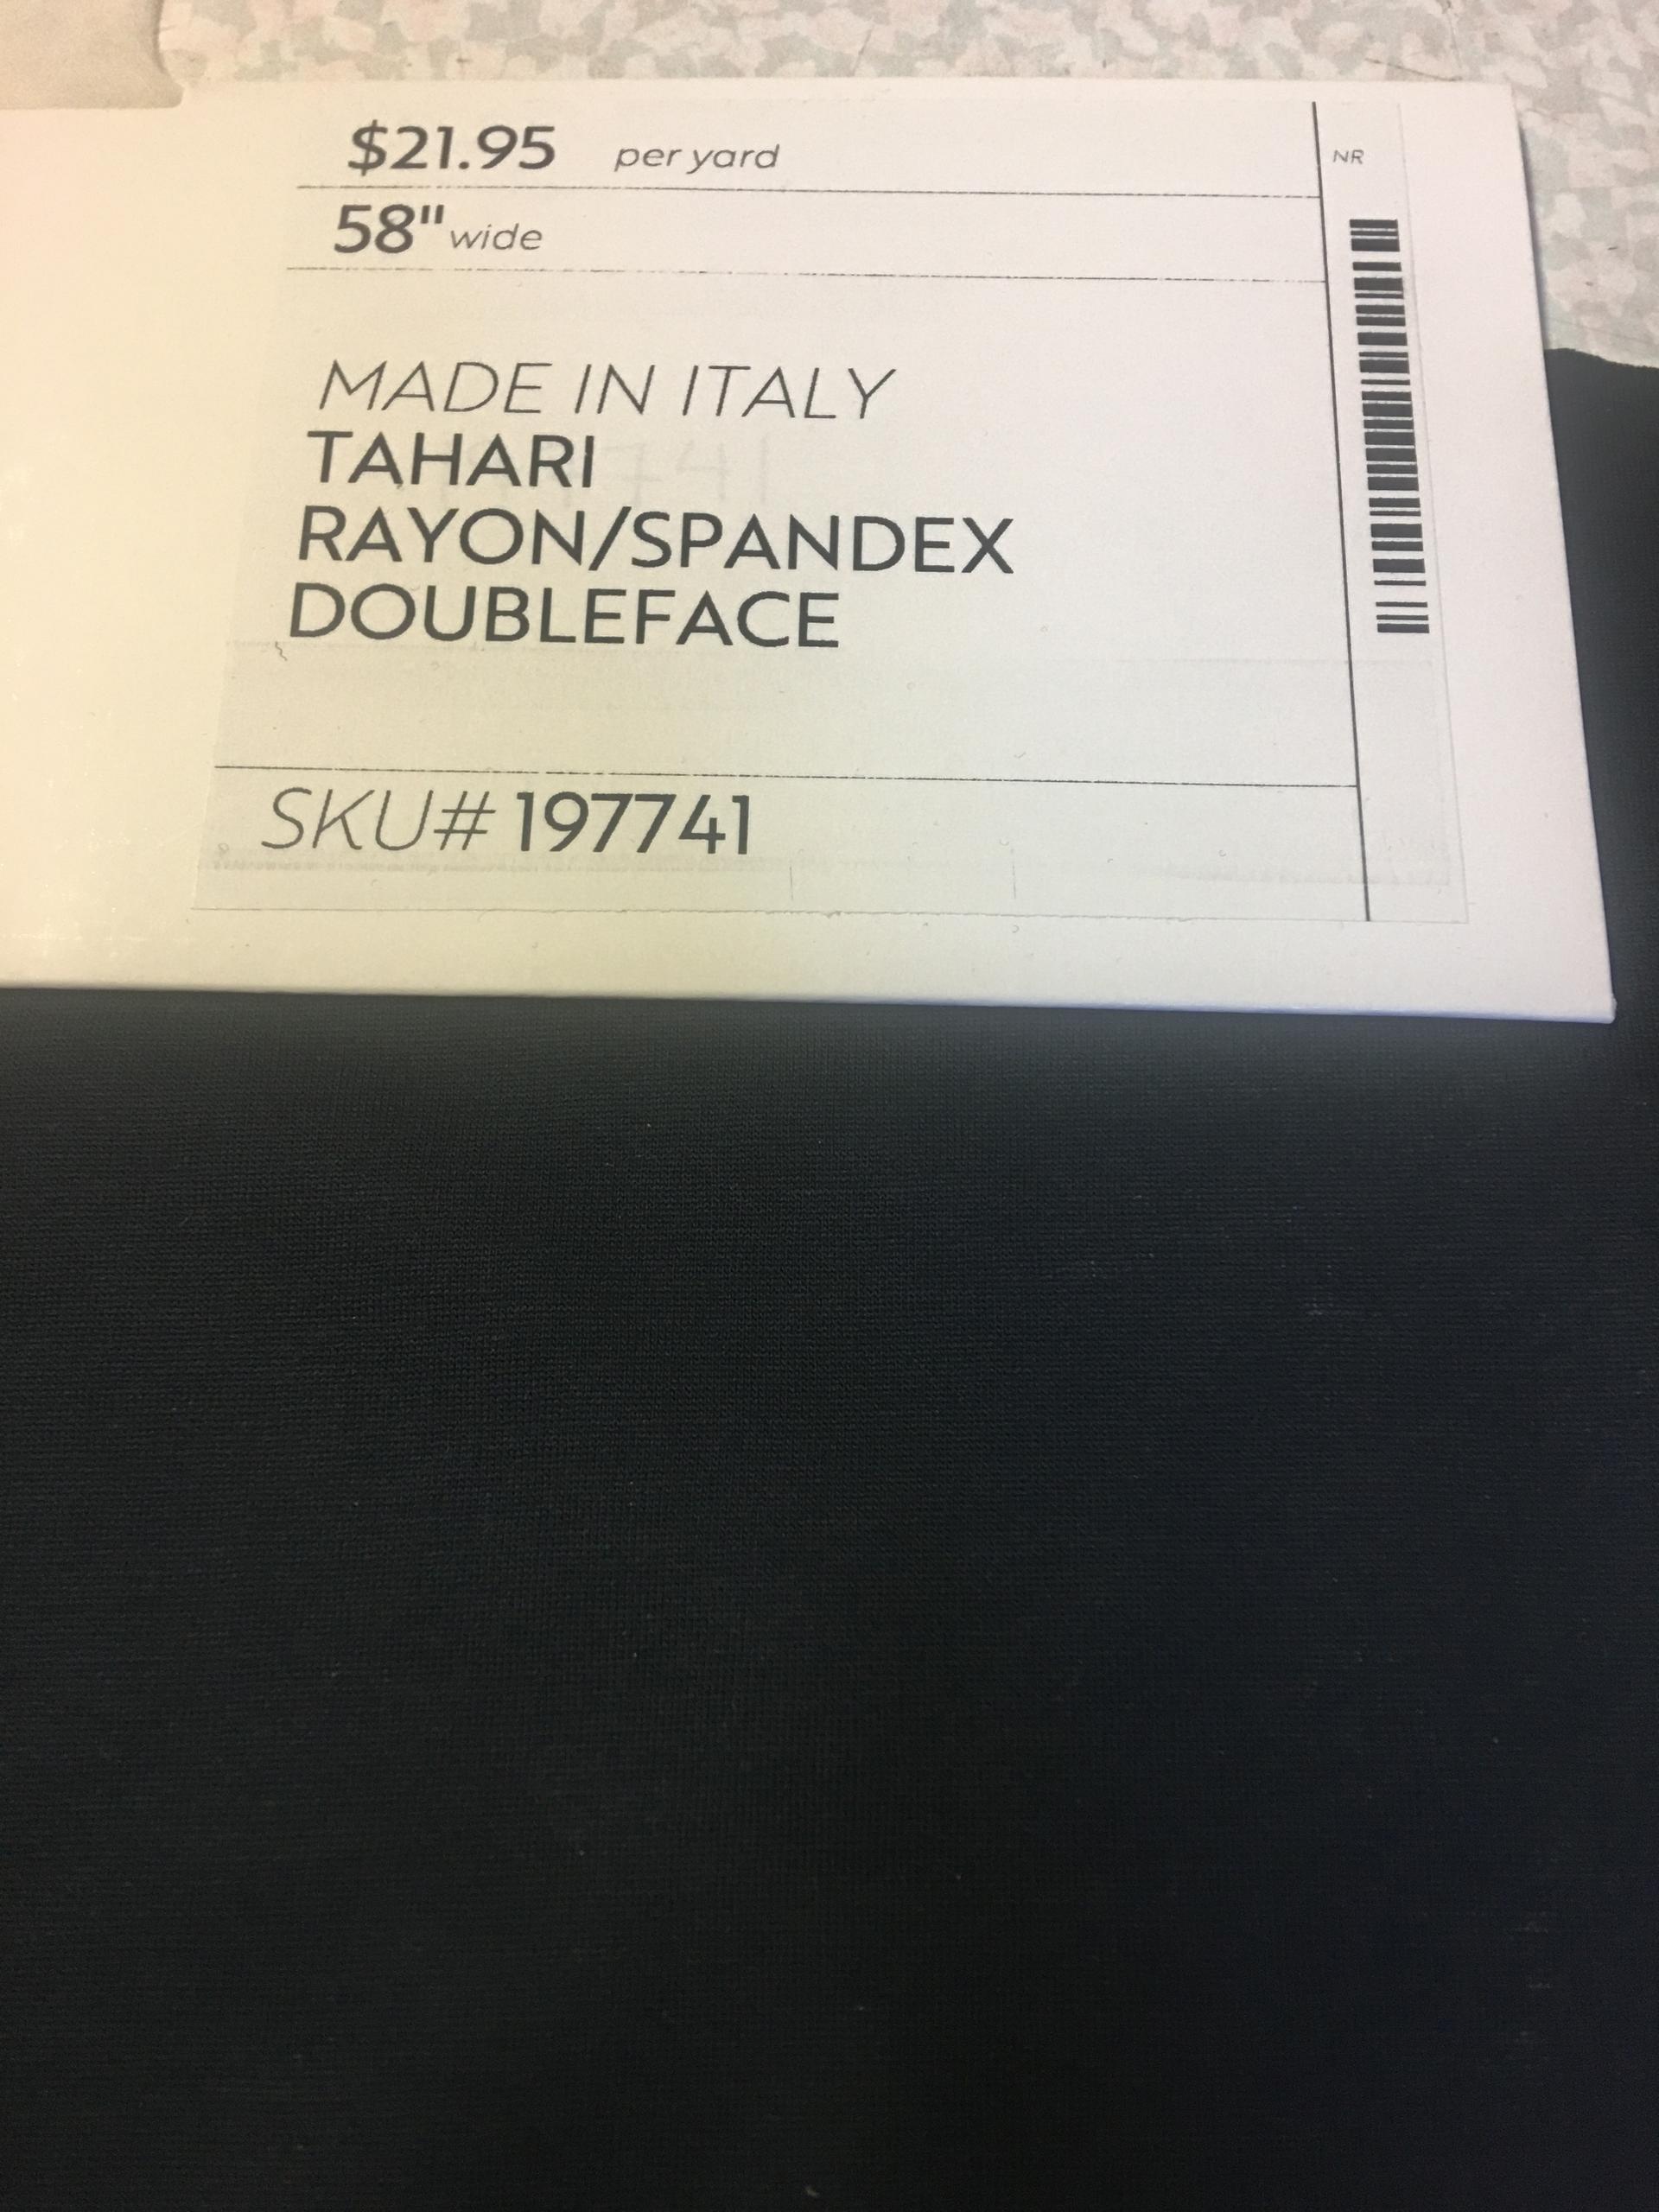 $21.95 per yard
NR
58" wide
MADE IN ITALY
TAHARI
RAYON/SPANDEX
DOUBLEFACE
SKU# 197741